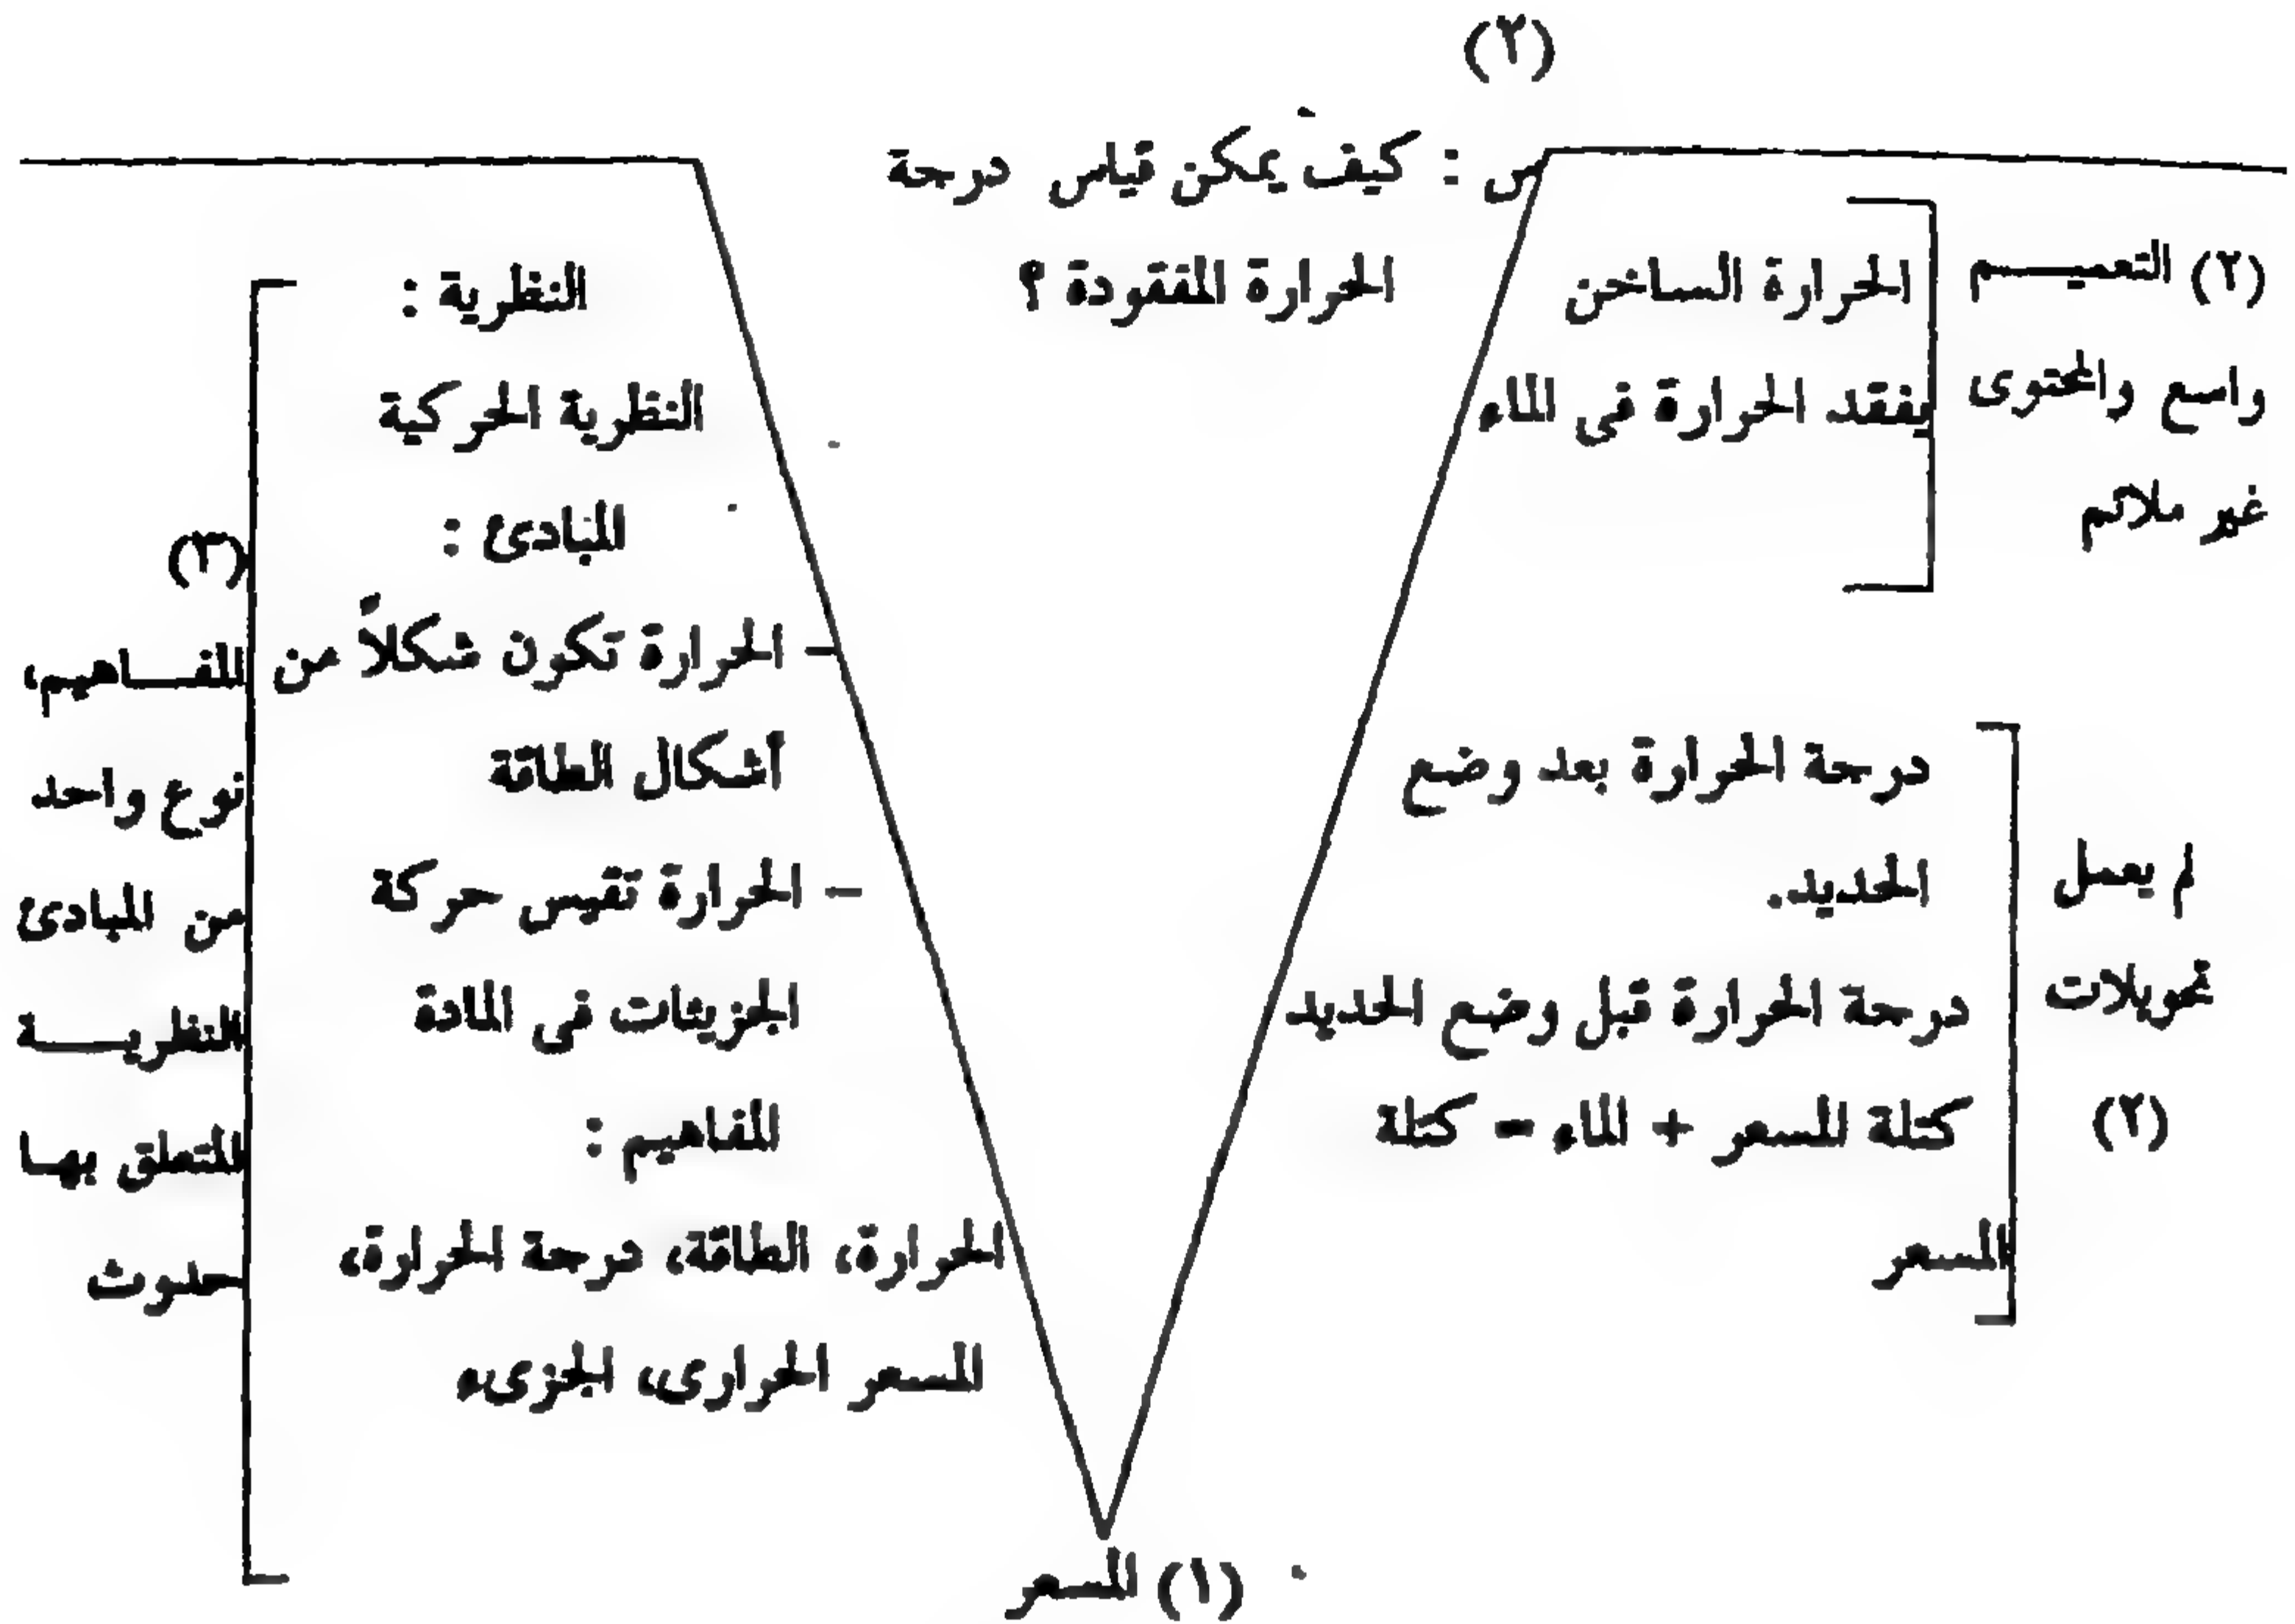 (٢)
س : كيف يمكن قياس درجة
الحرارة المفقودة ؟
(٢) التعميم
واسع والمحتوى
غير ملائم
الحرارة الساخن
يفقد الحرارة في الماء
لم يعمل
تحويلات
(٢)
درجة الحرارة بعد وضع
الحديد.
درجة الحرارة قبل وضع الحديد
كتلة المسعر + الماء - كتلة
المسعر
النظرية :
النظرية الحركية
المبادئ :
- الحرارة تكون شكلاً من
أشكال الطاقة
- الحرارة تقيس حركة
الجزيئات في المادة
المفاهيم :
الحرارة، الطاقة، درجة الحرارة،
المسعر الحرارى، الجزىء
(٣)
المفاهيم،
نوع واحد
من المبادئ
النظرية
المتعلق بها
حدوث
(١) المسعر